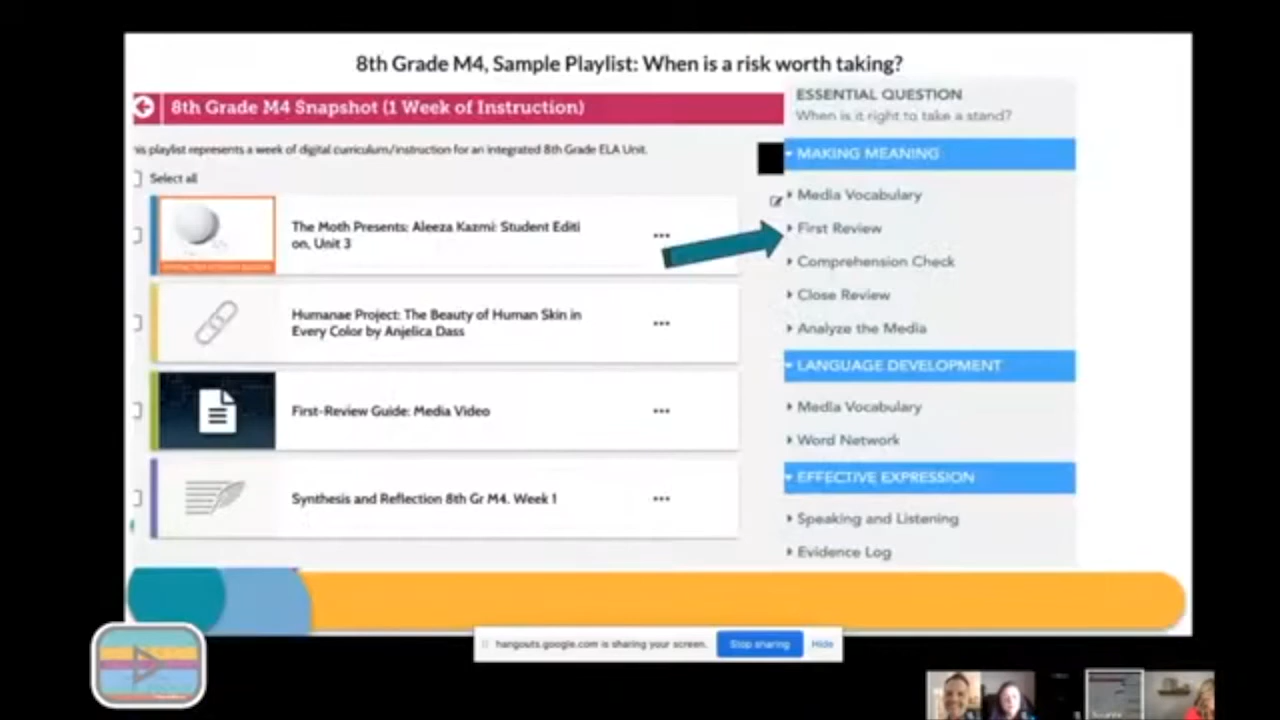 8th Grade M4, Sample Playlist: When is a risk worth taking?
8th Grade M4 Snapshot (1 Week of Instruction)
his playlist represents a week of digital curriculum/instruction for an integrated 8th Grade ELA Unit.
Select all
The Moth Presents: Aleeza Kazmi: Student Editi
on, Unit 3
Humanae Project: The Beauty of Human Skin in
Every Color by Anjelica Dass
First-Review Guide: Media Video
Synthesis and Reflection 8th Gr M4. Week 1
ESSENTIAL QUESTION
When is it right to take a stand?
MAKING MEANING
Media Vocabulary
First Review
Comprehension Check
Close Review
Analyze the Media
LANGUAGE DEVELOPMENT
Media Vocabulary
Word Network
EFFECTIVE EXPRESSION
Speaking and Listening
Evidence Log
hangouts.google.com is sharing your screen.
Stop sharing
Hide